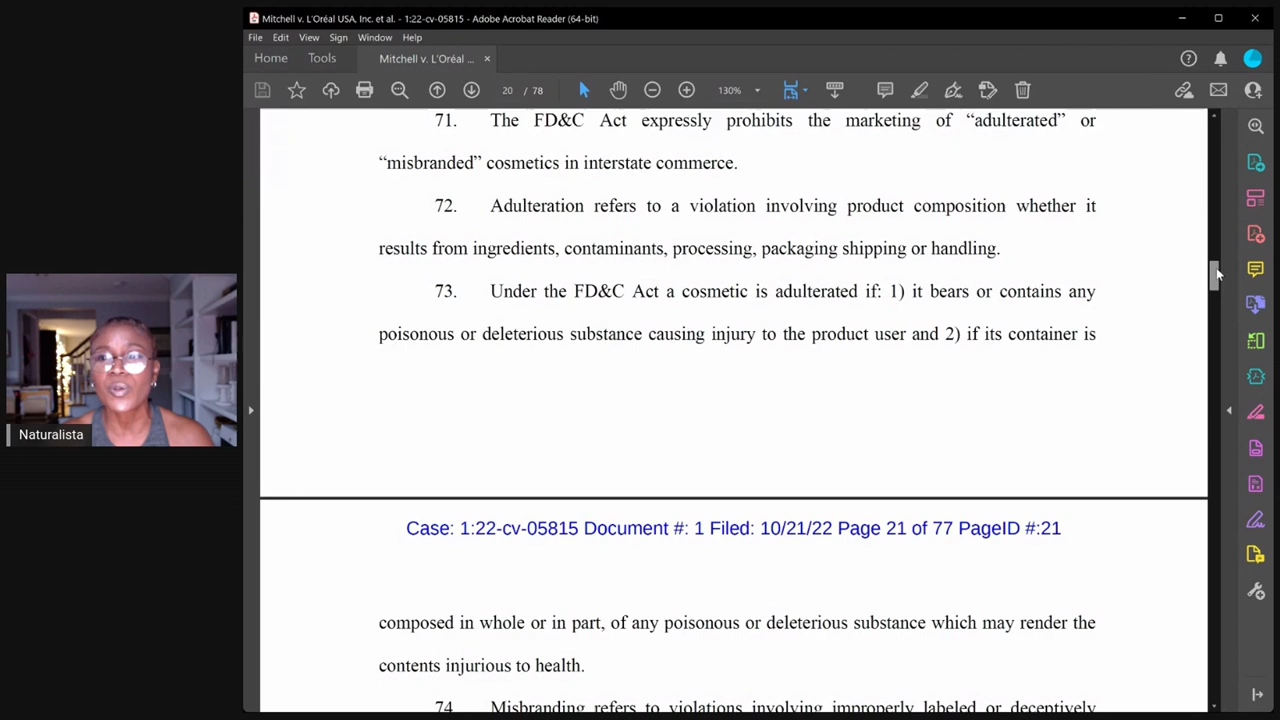 Mitchell v. L'Oréal USA, Inc. et al. - 1:22-cv-05815 - Adobe Acrobat Reader (64-bit)
File Edit View Sign Window Help
Home Tools Mitchell v. L'Oréal ... ×
20 / 78 130%
71. The FD&C Act expressly prohibits the marketing of “adulterated” or
“misbranded” cosmetics in interstate commerce.
72. Adulteration refers to a violation involving product composition whether it
results from ingredients, contaminants, processing, packaging shipping or handling.
73. Under the FD&C Act a cosmetic is adulterated if: 1) it bears or contains any
poisonous or deleterious substance causing injury to the product user and 2) if its container is
Naturalista
Case: 1:22-cv-05815 Document #: 1 Filed: 10/21/22 Page 21 of 77 PageID #:21
composed in whole or in part, of any poisonous or deleterious substance which may render the
contents injurious to health.
74 Misbranding refers to violations involving improperly labeled or deceptively